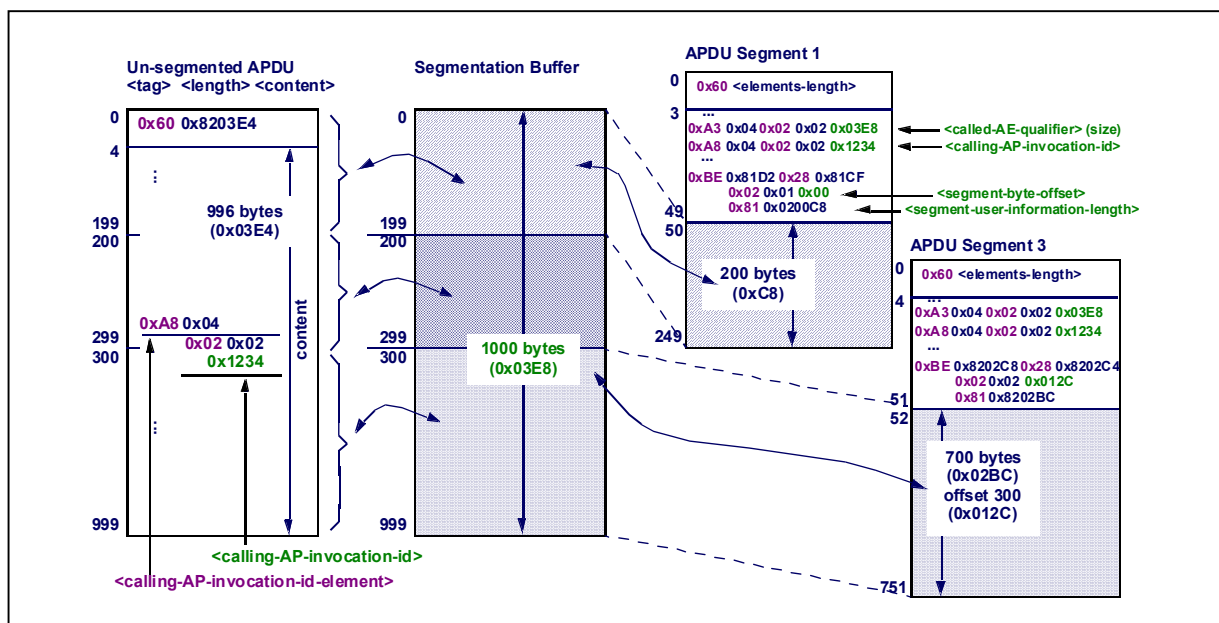 Un-segmented APDU
<tag> <length> <content>
0
0x60 0x8203E4
4
...
996 bytes
(0x03E4)
199
200
content
0xA8 0x04
299
0x02 0x02
300
0x1234
...
999
<calling-AP-invocation-id>
<calling-AP-invocation-id-element>
Segmentation Buffer
0
199
200
299
300
1000 bytes
(0x03E8)
999
APDU Segment 1
0
0x60 <elements-length>
3
...
0xA3 0x04 0x02 0x02 0x03E8
<called-AE-qualifier> (size)
0xA8 0x04 0x02 0x02 0x1234
<calling-AP-invocation-id>
...
0xBE 0x81D2 0x28 0x81CF
0x02 0x01 0x00
<segment-byte-offset>
0x81 0x0200C8
<segment-user-information-length>
49
50
200 bytes
(0xC8)
249
APDU Segment 3
0
0x60 <elements-length>
4
...
0xA3 0x04 0x02 0x02 0x03E8
0xA8 0x04 0x02 0x02 0x1234
...
0xBE 0x8202C8 0x28 0x8202C4
0x02 0x02 0x012C
0x81 0x8202BC
51
52
700 bytes
(0x02BC)
offset 300
(0x012C)
751